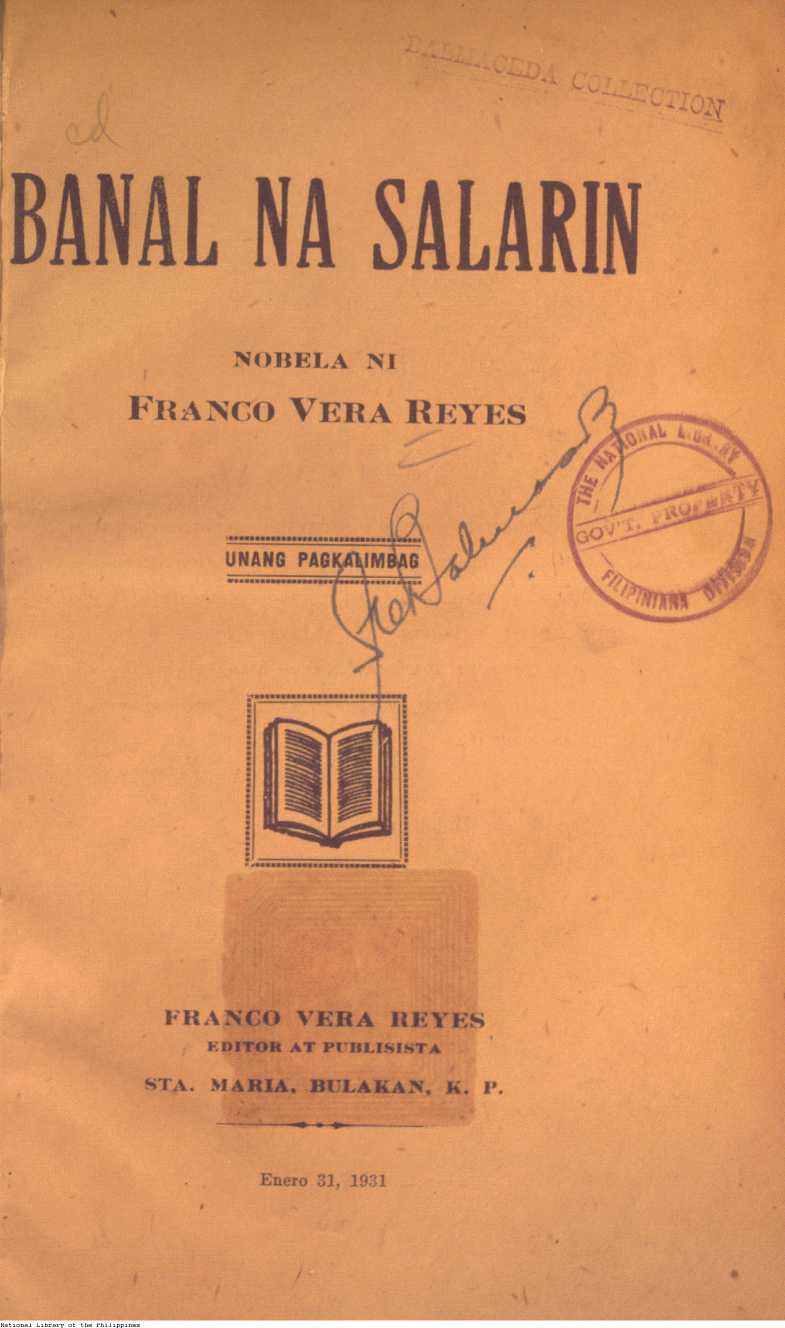 BALMACEDA COLLECTION
cd
BANAL NA SALARIN
NOBELA NI
FRANCO VERA REYES
THE NATIONAL LIBRARY
GOV'T. PROPERTY
FILIPINIANA DIVISION
UNANG PAGKALIMBAG
FRANCO VERA REYES
EDITOR AT PUBLISISTA
STA. MARIA, BULAKAN, K. P.
Enero 31, 1931
National Library of the Philippines